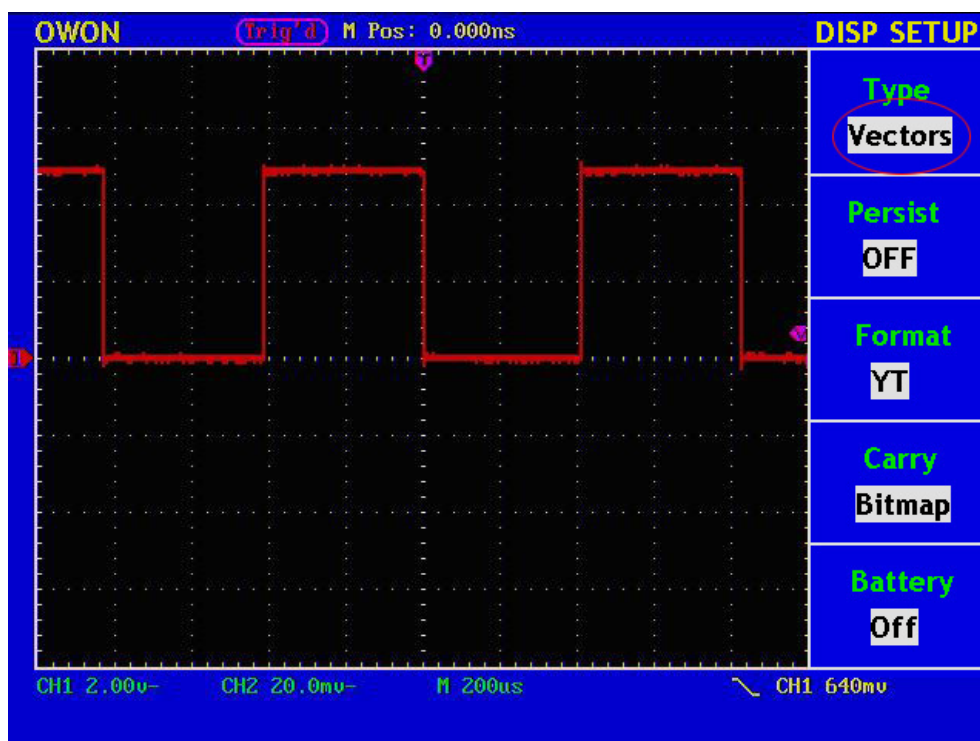 OWON Trig'd M Pos: 0.000ns DISP SETUP
T
Type
Vectors
Persist
OFF
Format
YT
1
Carry
Bitmap
Battery
Off
CH1 2.00v- CH2 20.0mv- M 200us CH1 640mv